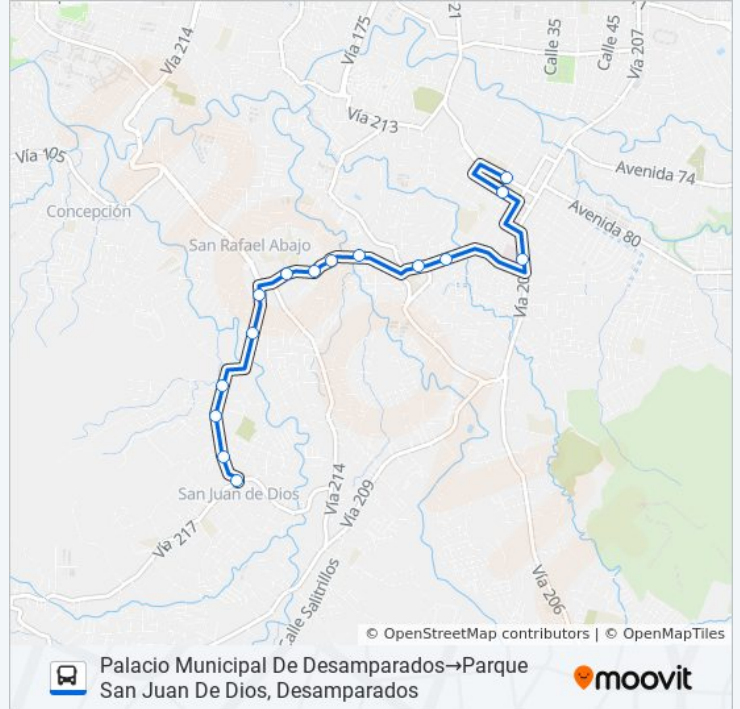 Vía 214
Vía 175
21
Calle 35
Calle 45
Vía 207
Vía 213
Vía 105
Avenida 74
Concepción
Avenida 80
San Rafael Abajo
Vía 20
San Juan de Dios
Vía 214
Vía 209
Vía 217
Vía 206
Calle Salitrillos
© OpenStreetMap contributors | © OpenMapTiles
Palacio Municipal De Desamparados→Parque
San Juan De Dios, Desamparados
moovit